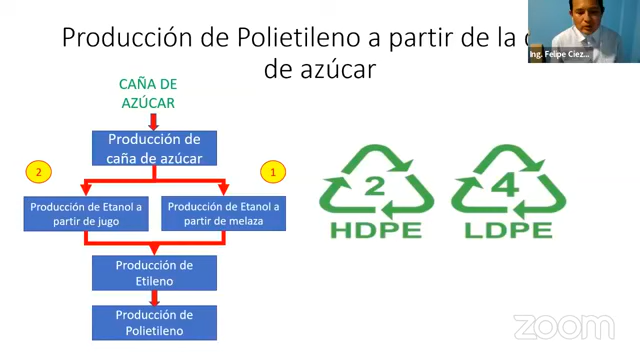 Producción de Polietileno a partir de la
de azúcar
Ing. Felipe Ciez...
CAÑA DE
AZÚCAR
Producción de
caña de azúcar
2
1
Producción de Etanol a
partir de jugo
Producción de Etanol a
partir de melaza
Producción de
Etileno
Producción de
Polietileno
2
HDPE
4
LDPE
zoom